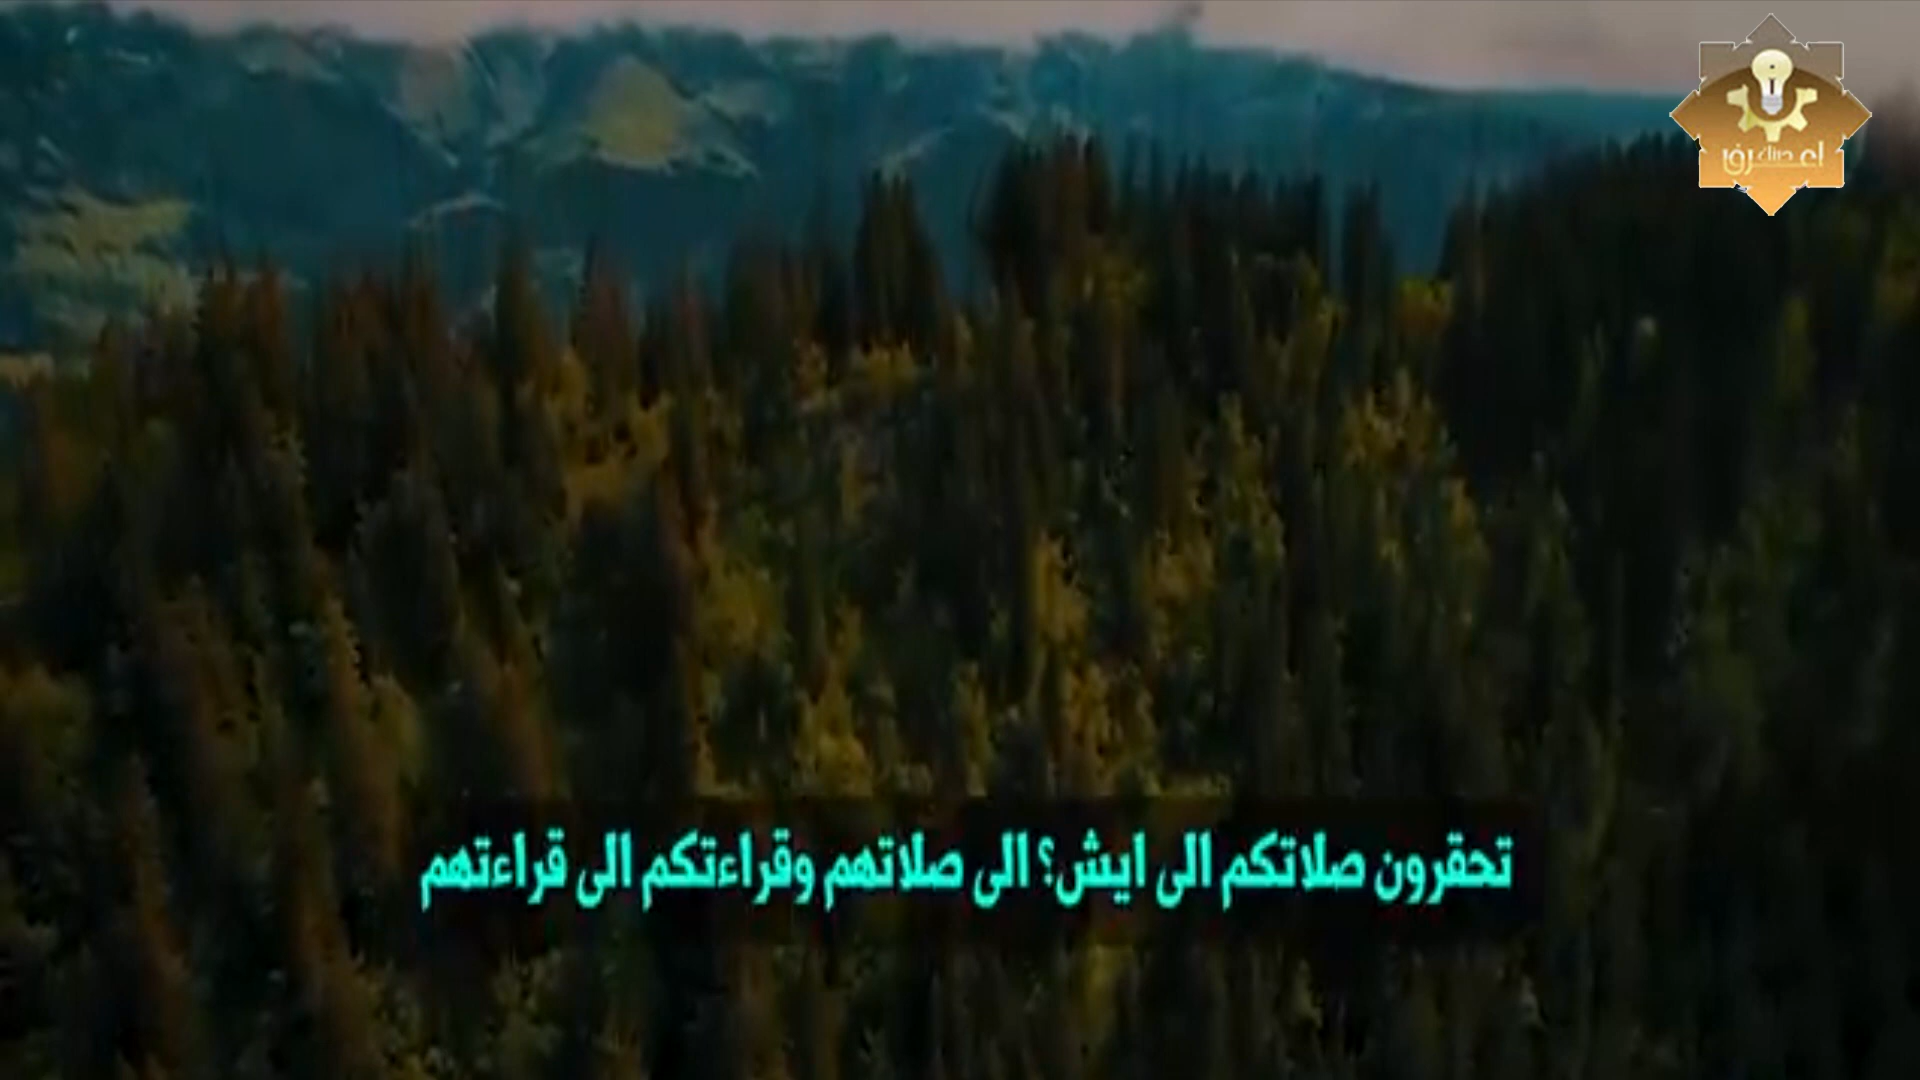 تحقرون صلاتكم الى ايش؟ الى صلاتهم وقراءتكم الى قراءتهم